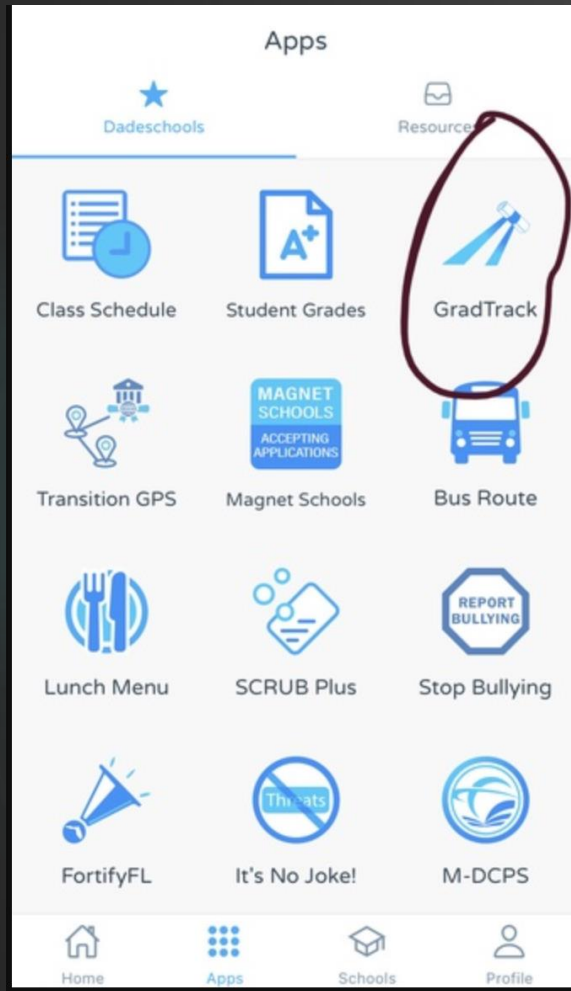 Apps
Dadeschools
Resources
A+
Class Schedule
Student Grades
GradTrack
MAGNET
SCHOOLS
ACCEPTING
APPLICATIONS
Transition GPS
Magnet Schools
Bus Route
REPORT
BULLYING
Lunch Menu
SCRUB Plus
Stop Bullying
Threats
FortifyFL
It's No Joke!
M-DCPS
Home
Apps
Schools
Profile